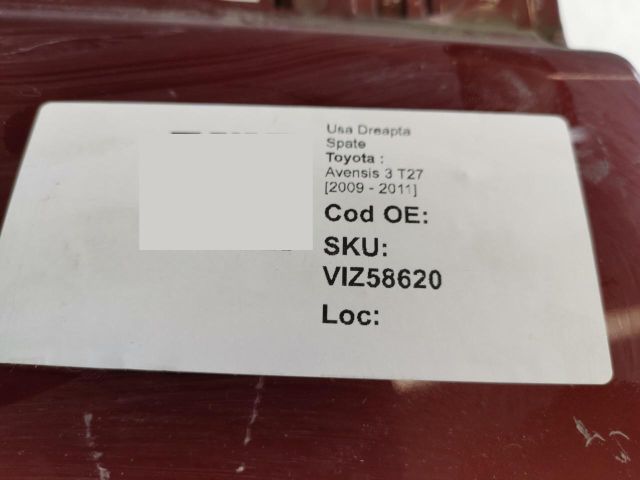 Usa Dreapta
Spate
Toyota :
Avensis 3 T27
[2009 - 2011]
Cod OE:
SKU:
VIZ58620
Loc: